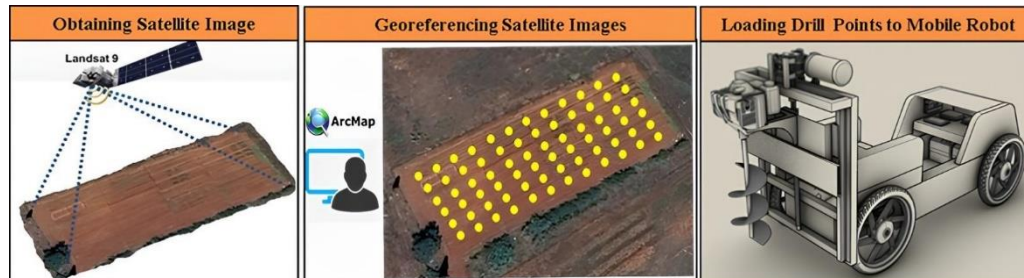 Obtaining Satellite Image
Landsat 9
Georeferencing Satellite Images
ArcMap
Loading Drill Points to Mobile Robot